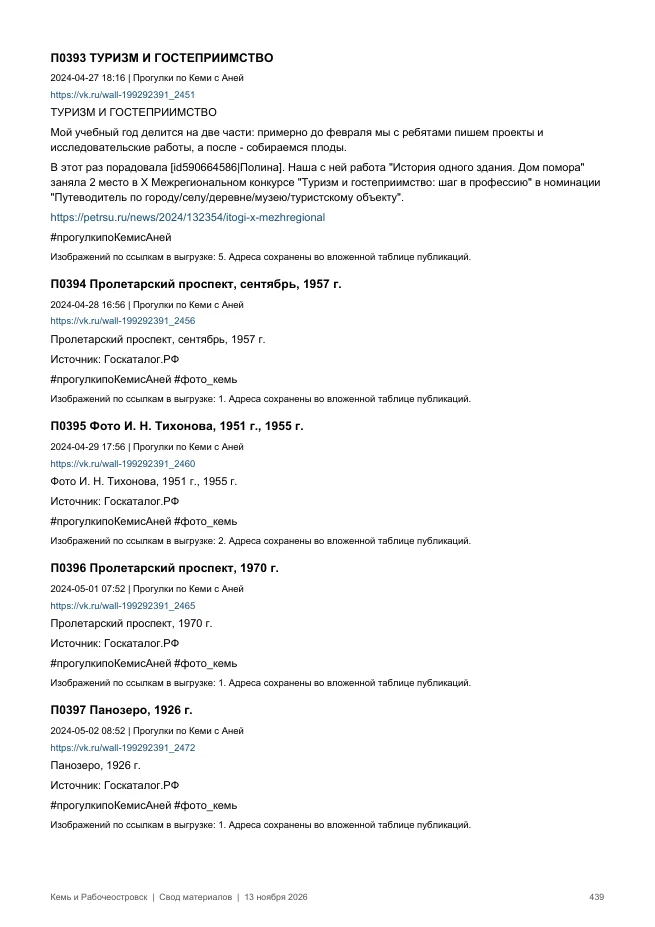 П0393 ТУРИЗМ И ГОСТЕПРИИМСТВО
2024-04-27 18:16 | Прогулки по Кеми с Аней
https://vk.ru/wall-199292391_2451
ТУРИЗМ И ГОСТЕПРИИМСТВО
Мой учебный год делится на две части: примерно до февраля мы с ребятами пишем проекты и
исследовательские работы, а после - собираемся плоды.
В этот раз порадовала [id590664586|Полина]. Наша с ней работа "История одного здания. Дом помора"
заняла 2 место в X Межрегиональном конкурсе "Туризм и гостеприимство: шаг в профессию" в номинации
"Путеводитель по городу/селу/деревне/музею/туристскому объекту".
https://petrsu.ru/news/2024/132354/itogi-x-mezhregional
#прогулкипоКемисАней
Изображений по ссылкам в выгрузке: 5. Адреса сохранены во вложенной таблице публикаций.
П0394 Пролетарский проспект, сентябрь, 1957 г.
2024-04-28 16:56 | Прогулки по Кеми с Аней
https://vk.ru/wall-199292391_2456
Пролетарский проспект, сентябрь, 1957 г.
Источник: Госкаталог.РФ
#прогулкипоКемисАней #фото_кемь
Изображений по ссылкам в выгрузке: 1. Адреса сохранены во вложенной таблице публикаций.
П0395 Фото И. Н. Тихонова, 1951 г., 1955 г.
2024-04-29 17:56 | Прогулки по Кеми с Аней
https://vk.ru/wall-199292391_2460
Фото И. Н. Тихонова, 1951 г., 1955 г.
Источник: Госкаталог.РФ
#прогулкипоКемисАней #фото_кемь
Изображений по ссылкам в выгрузке: 2. Адреса сохранены во вложенной таблице публикаций.
П0396 Пролетарский проспект, 1970 г.
2024-05-01 07:52 | Прогулки по Кеми с Аней
https://vk.ru/wall-199292391_2465
Пролетарский проспект, 1970 г.
Источник: Госкаталог.РФ
#прогулкипоКемисАней #фото_кемь
Изображений по ссылкам в выгрузке: 1. Адреса сохранены во вложенной таблице публикаций.
П0397 Панозеро, 1926 г.
2024-05-02 08:52 | Прогулки по Кеми с Аней
https://vk.ru/wall-199292391_2472
Панозеро, 1926 г.
Источник: Госкаталог.РФ
#прогулкипоКемисАней #фото_кемь
Изображений по ссылкам в выгрузке: 1. Адреса сохранены во вложенной таблице публикаций.
Кемь и Рабочеостровск | Свод материалов | 13 ноября 2026 439